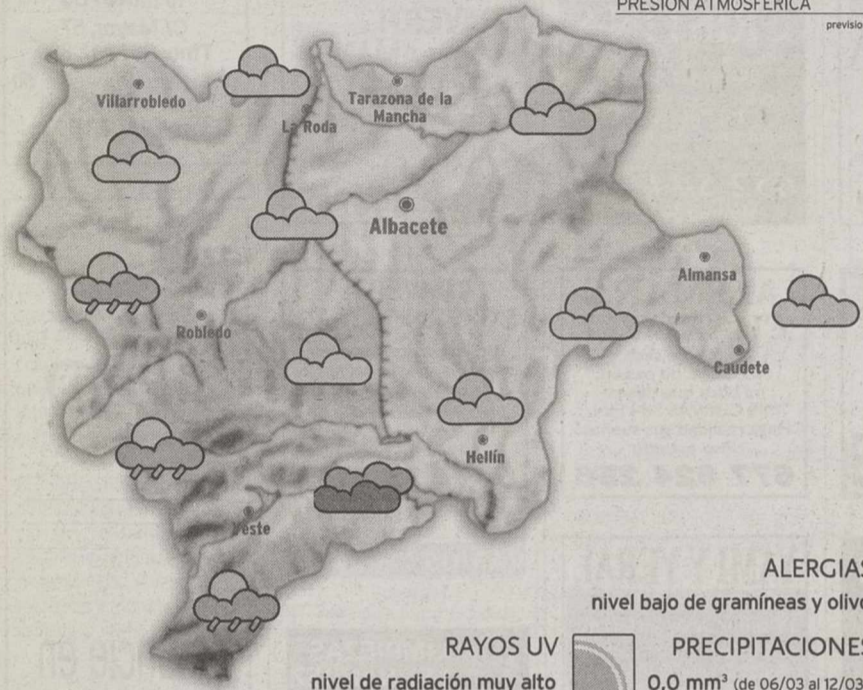 PRESIÓN ATMOSFÉRICA
Villarrobledo
La Roda
Tarazona de la
Mancha
Albacete
Almansa
Robledo
Caudete
Hellín
Yeste
ALERGIAS
nivel bajo de gramíneas y olivo
RAYOS UV
nivel de radiación muy alto
PRECIPITACIONES
0,0 mm³ (de 06/03 al 12/03